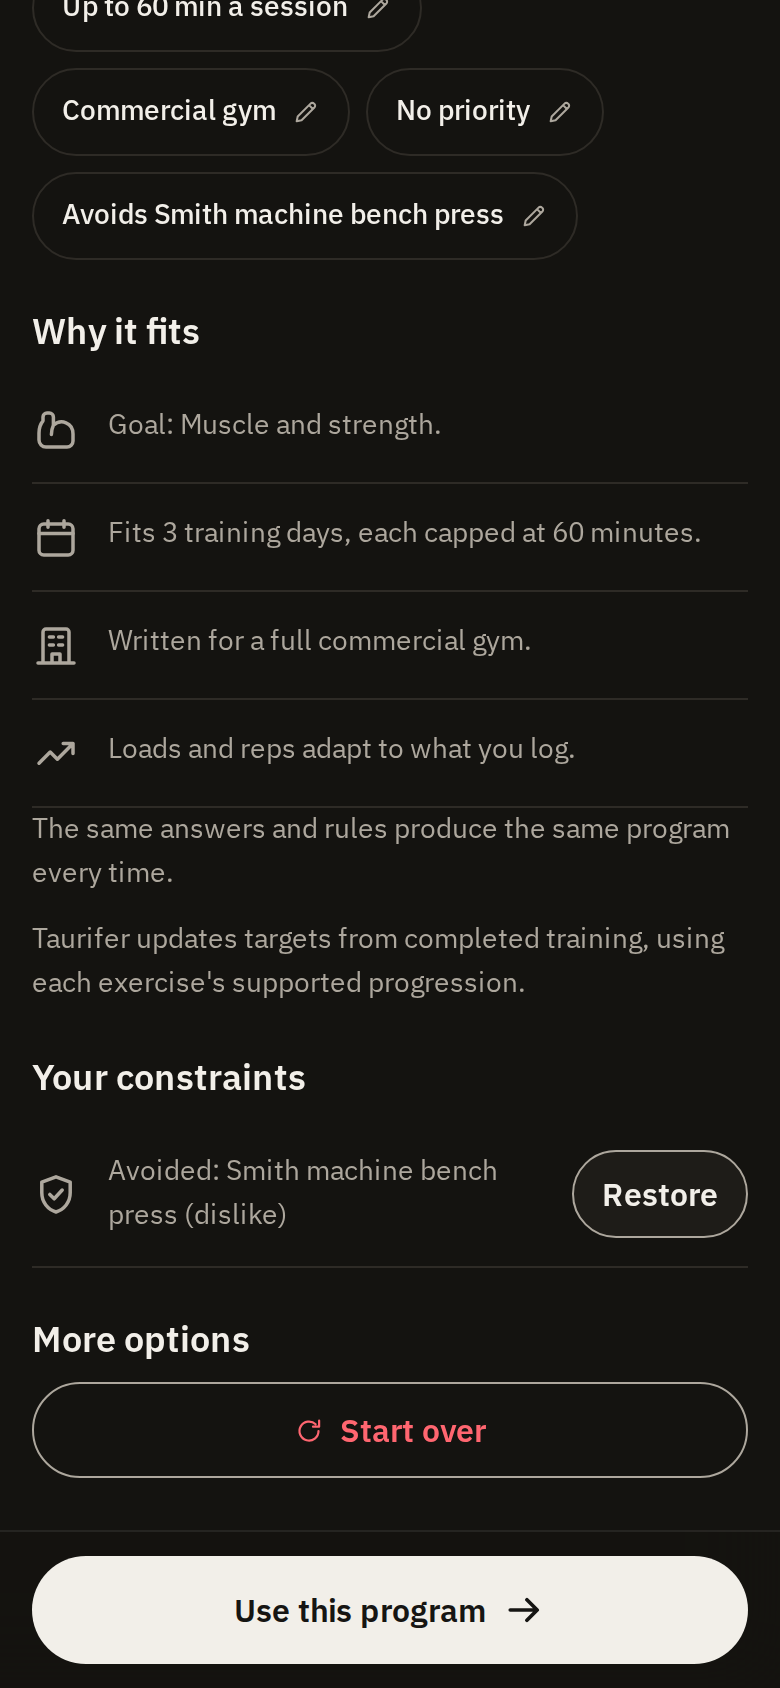 Up to 60 min a session
Commercial gym
No priority
Avoids Smith machine bench press
Why it fits
Goal: Muscle and strength.
Fits 3 training days, each capped at 60 minutes.
Written for a full commercial gym.
Loads and reps adapt to what you log.
The same answers and rules produce the same program
every time.
Taurifer updates targets from completed training, using
each exercise's supported progression.
Your constraints
Avoided: Smith machine bench
press (dislike)
Restore
More options
Start over
Use this program